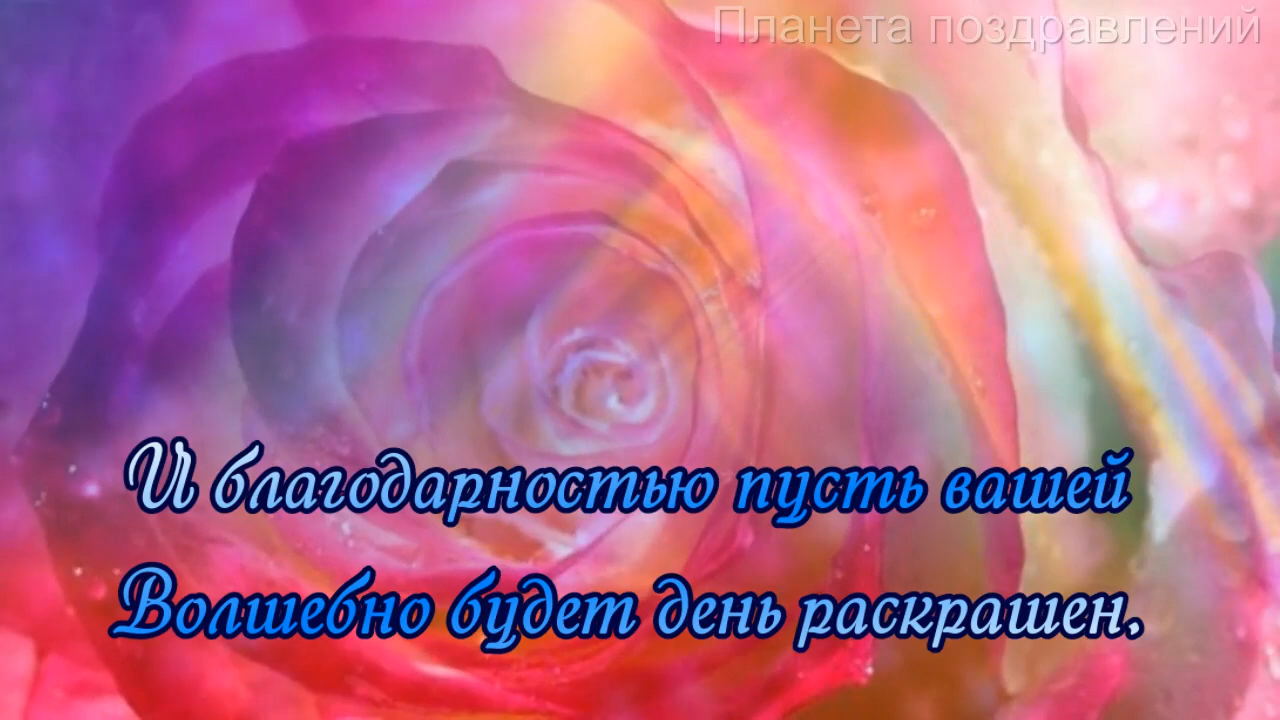 Планета поздравлений
И благодарностью пусть вашей
Волшебно будет день раскрашен.